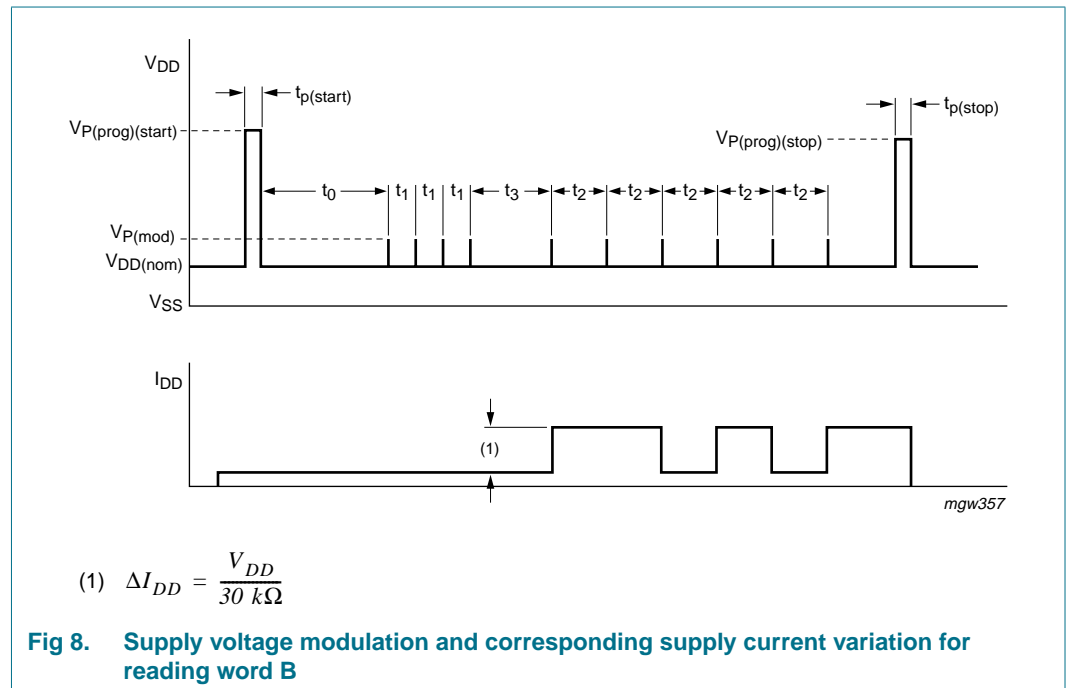 VDD
tp(start)
tp(stop)
VP(prog)(start)
VP(prog)(stop)
t0 t1 t1 t1 t3 t2 t2 t2 t2 t2
VP(mod)
VDD(nom)
VSS
IDD
(1)
mgw357
(1) ΔIDD = VDD / 30 kΩ
Fig 8. Supply voltage modulation and corresponding supply current variation for
reading word B